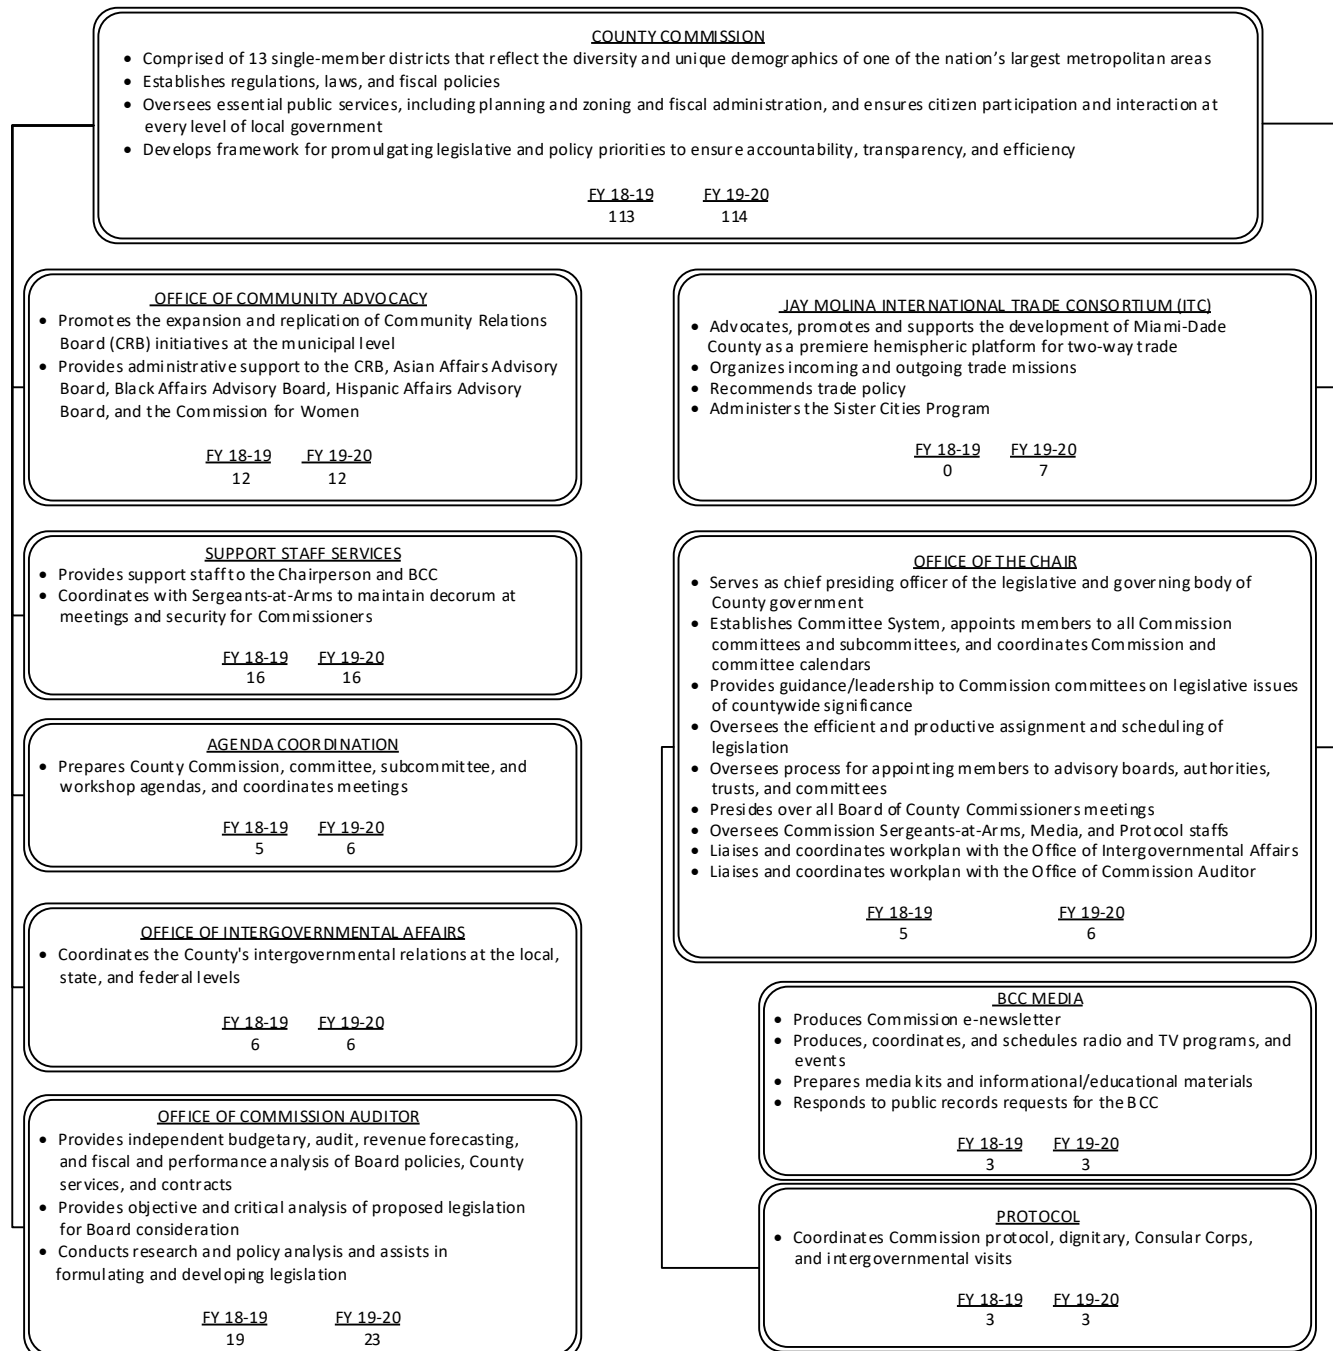 COUNTY COMMISSION
• Comprised of 13 single-member districts that reflect the diversity and unique demographics of one of the nation's largest metropolitan areas
• Establishes regulations, laws, and fiscal policies
• Oversees essential public services, including planning and zoning and fiscal administration, and ensures citizen participation and interaction at
every level of local government
• Develops framework for promulgating legislative and policy priorities to ensure accountability, transparency, and efficiency
FY 18-19 FY 19-20
113 114
OFFICE OF COMMUNITY ADVOCACY
• Promotes the expansion and replication of Community Relations
Board (CRB) initiatives at the municipal level
• Provides administrative support to the CRB, Asian Affairs Advisory
Board, Black Affairs Advisory Board, Hispanic Affairs Advisory
Board, and the Commission for Women
FY 18-19 FY 19-20
12 12
SUPPORT STAFF SERVICES
• Provides support staff to the Chairperson and BCC
• Coordinates with Sergeants-at-Arms to maintain decorum at
meetings and security for Commissioners
FY 18-19 FY 19-20
16 16
AGENDA COORDINATION
• Prepares County Commission, committee, subcommittee, and
workshop agendas, and coordinates meetings
FY 18-19 FY 19-20
5 6
OFFICE OF INTERGOVERNMENTAL AFFAIRS
• Coordinates the County's intergovernmental relations at the local,
state, and federal levels
FY 18-19 FY 19-20
6 6
OFFICE OF COMMISSION AUDITOR
• Provides independent budgetary, audit, revenue forecasting,
and fiscal and performance analysis of Board policies, County
services, and contracts
• Provides objective and critical analysis of proposed legislation
for Board consideration
• Conducts research and policy analysis and assists in
formulating and developing legislation
FY 18-19 FY 19-20
19 23
JAY MOLINA INTERNATIONAL TRADE CONSORTIUM (ITC)
• Advocates, promotes and supports the development of Miami-Dade
County as a premiere hemispheric platform for two-way trade
• Organizes incoming and outgoing trade missions
• Recommends trade policy
• Administers the Sister Cities Program
FY 18-19 FY 19-20
0 7
OFFICE OF THE CHAIR
• Serves as chief presiding officer of the legislative and governing body of
County government
• Establishes Committee System, appoints members to all Commission
committees and subcommittees, and coordinates Commission and
committee calendars
• Provides guidance/leadership to Commission committees on legislative issues
of countywide significance
• Oversees the efficient and productive assignment and scheduling of
legislation
• Oversees process for appointing members to advisory boards, authorities,
trusts, and committees
• Presides over all Board of County Commissioners meetings
• Oversees Commission Sergeants-at-Arms, Media, and Protocol staffs
• Liaises and coordinates workplan with the Office of Intergovernmental Affairs
• Liaises and coordinates workplan with the Office of Commission Auditor
FY 18-19 FY 19-20
5 6
BCC MEDIA
• Produces Commission e-newsletter
• Produces, coordinates, and schedules radio and TV programs, and
events
• Prepares media kits and informational/educational materials
• Responds to public records requests for the BCC
FY 18-19 FY 19-20
3 3
PROTOCOL
• Coordinates Commission protocol, dignitary, Consular Corps,
and intergovernmental visits
FY 18-19 FY 19-20
3 3